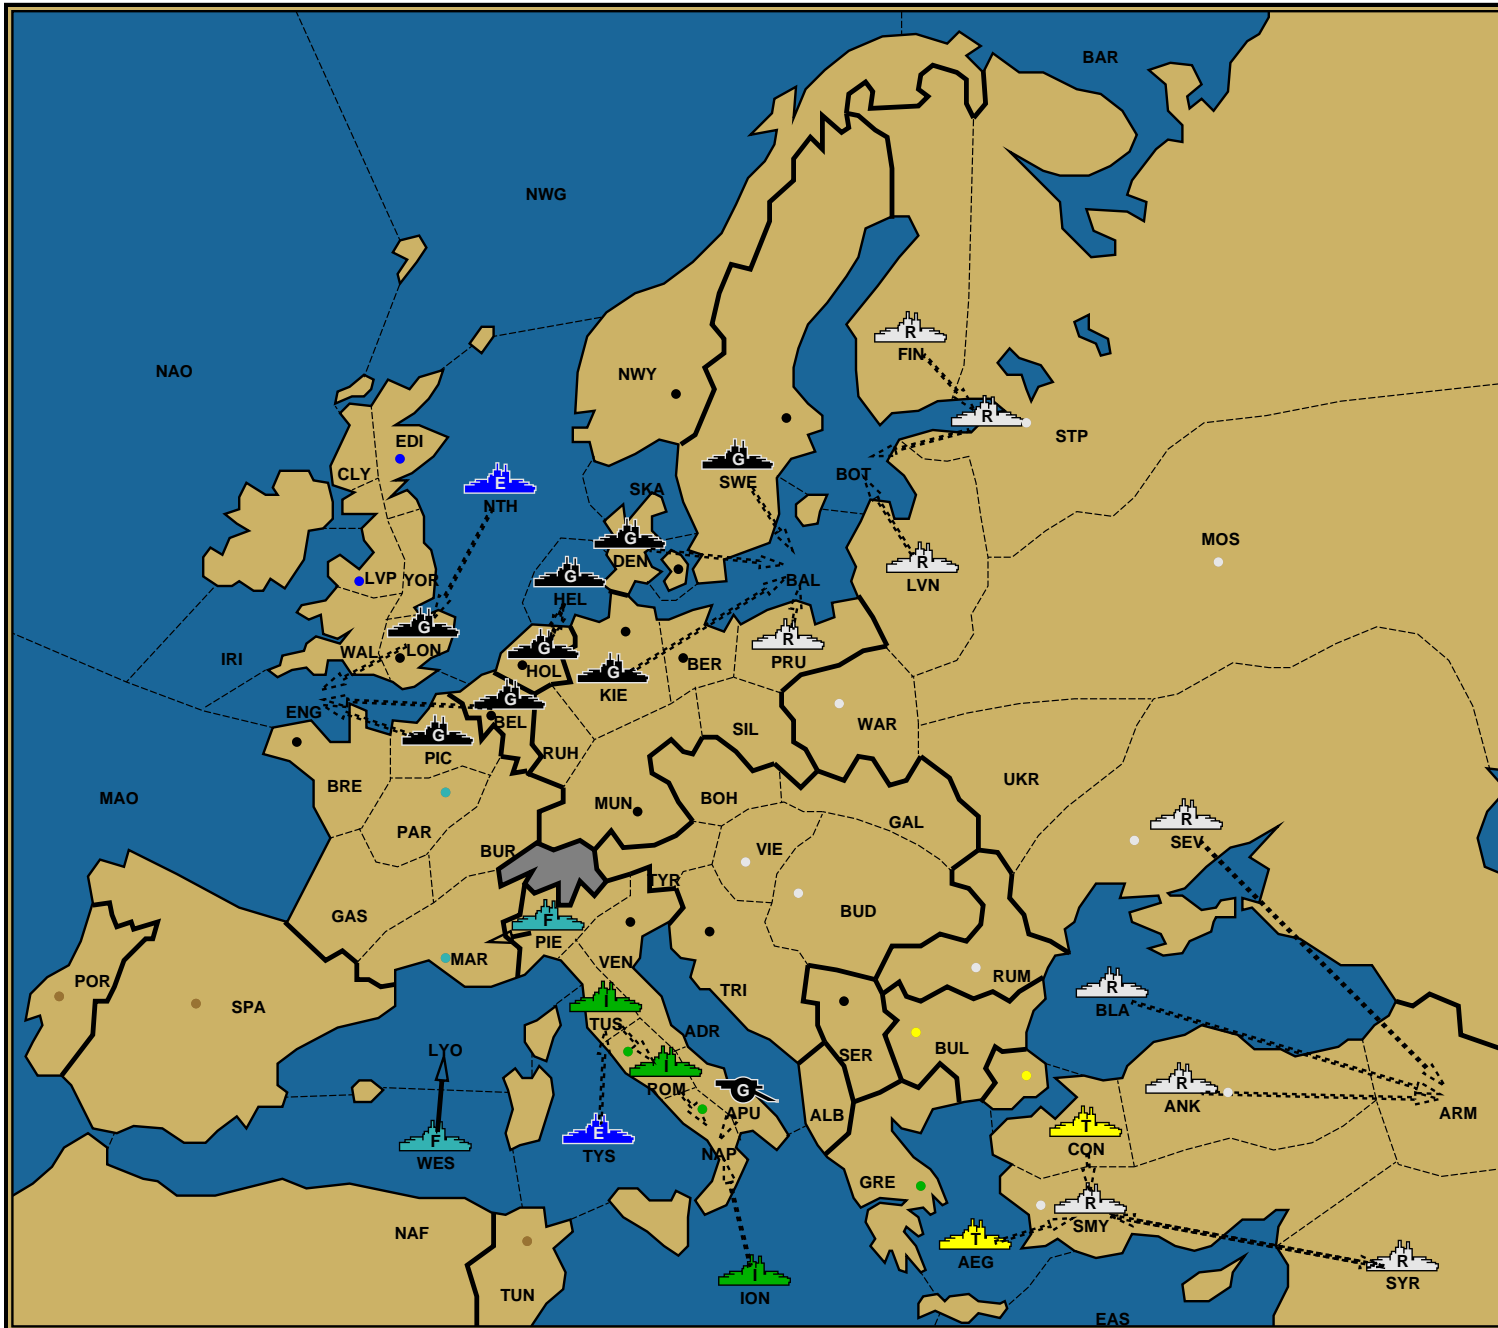 BAR
NWG
NAO
R
FIN
NWY
R
STP
EDI
CLY
G
SWE
BOT
E
NTH
SKA
MOS
G
DEN
R
LVN
G
HEL
BAL
LVP
YOR
G
LON
R
PRU
WAL
IRI
G
HOL
BER
G
KIE
ENG
G
BEL
WAR
G
PIC
SIL
RUH
UKR
BRE
MAO
MUN
BOH
GAL
R
SEV
PAR
BUR
VIE
TYR
BUD
GAS
F
PIE
MAR
VEN
POR
SPA
TRI
RUM
R
BLA
I
TUS
ADR
LYO
SER
BUL
I
ROM
G
APU
R
ANK
ARM
ALB
T
CON
F
WES
E
TYS
NAP
GRE
R
SMY
NAF
T
AEG
R
SYR
I
ION
TUN
EAS